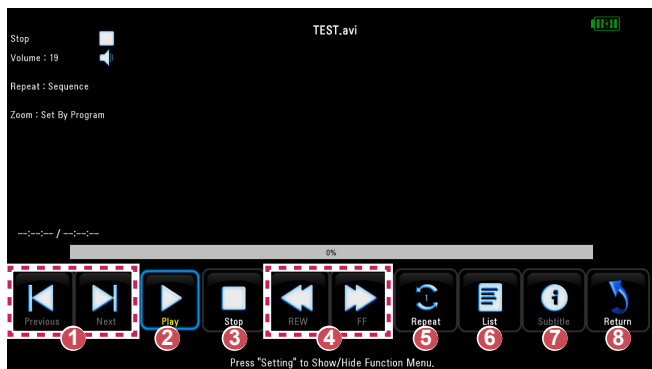 TEST.avi
Stop
Volume : 19
Repeat : Sequence
Zoom : Set By Program
--:--:-- / --:--:--
0%
1
Previous Next Play Stop REW FF Repeat List Subtitle Return
1 2 3 4 5 6 7 8
Press "Setting" to Show/Hide Function Menu.